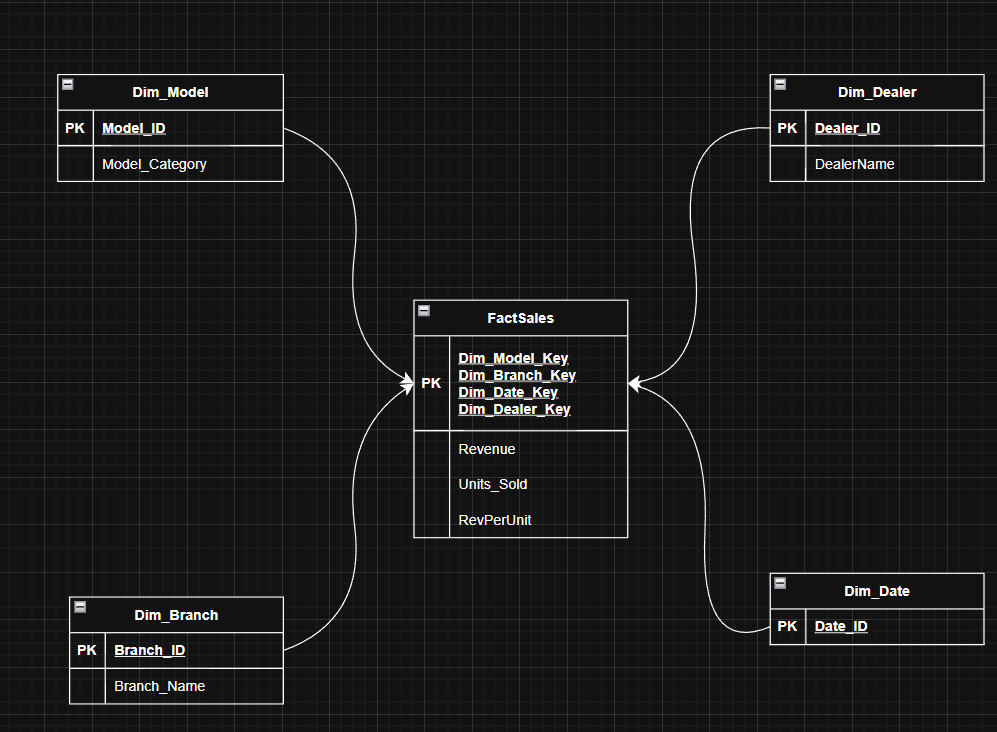 Dim_Model
PK Model_ID
Model_Category
Dim_Dealer
PK Dealer_ID
DealerName
FactSales
PK
Dim_Model_Key
Dim_Branch_Key
Dim_Date_Key
Dim_Dealer_Key
Revenue
Units_Sold
RevPerUnit
Dim_Branch
PK Branch_ID
Branch_Name
Dim_Date
PK Date_ID